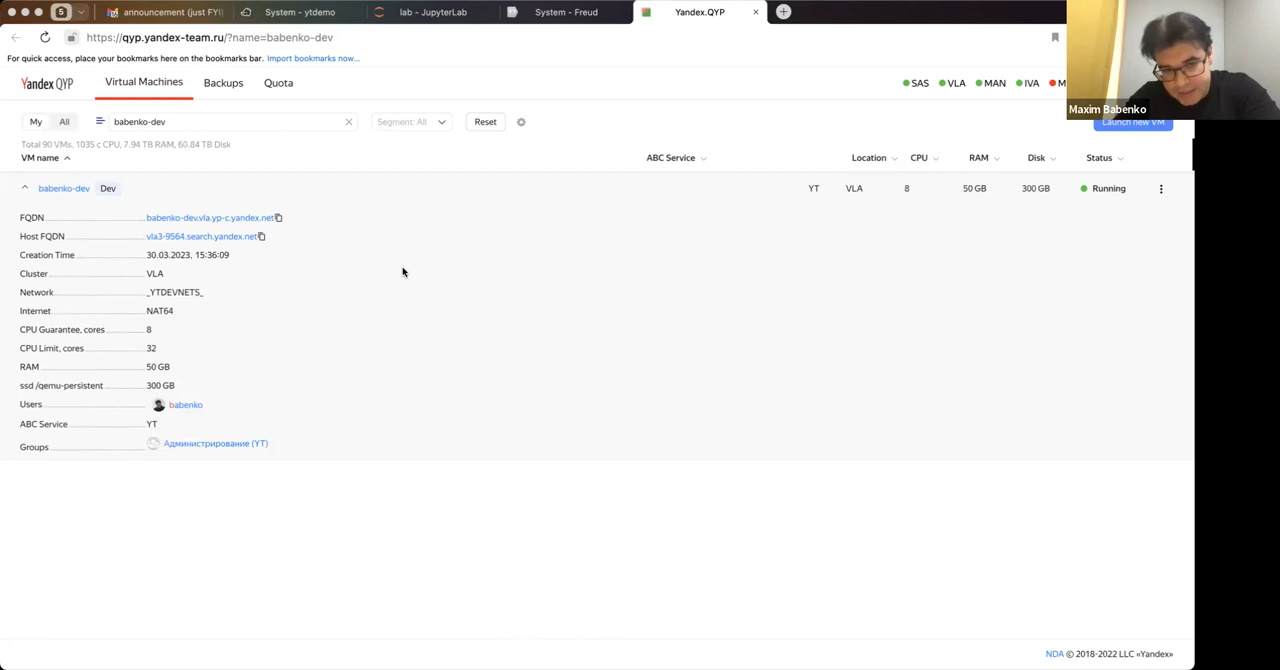 5
announcement (just FYI)
System - ytdemo
lab - JupyterLab
System - Freud
Yandex.QYP
https://qyp.yandex-team.ru/?name=babenko-dev
For quick access, place your bookmarks here on the bookmarks bar. Import bookmarks now...
Yandex QYP
Virtual Machines
Backups
Quota
SAS
VLA
MAN
IVA
Maxim Babenko
My
All
babenko-dev
Segment: All
Reset
Launch new VM
Total 90 VMs, 1035 c CPU, 7.94 TB RAM, 60.84 TB Disk
VM name
ABC Service
Location
CPU
RAM
Disk
Status
babenko-dev Dev YT VLA 8 50 GB 300 GB Running
FQDN babenko-dev.vla.yp-c.yandex.net
Host FQDN vla3-9564.search.yandex.net
Creation Time 30.03.2023, 15:36:09
Cluster VLA
Network _YTDEVNETS_
Internet NAT64
CPU Guarantee, cores 8
CPU Limit, cores 32
RAM 50 GB
ssd /qemu-persistent 300 GB
Users babenko
ABC Service YT
Groups Администрирование (YT)
NDA © 2018-2022 LLC «Yandex»